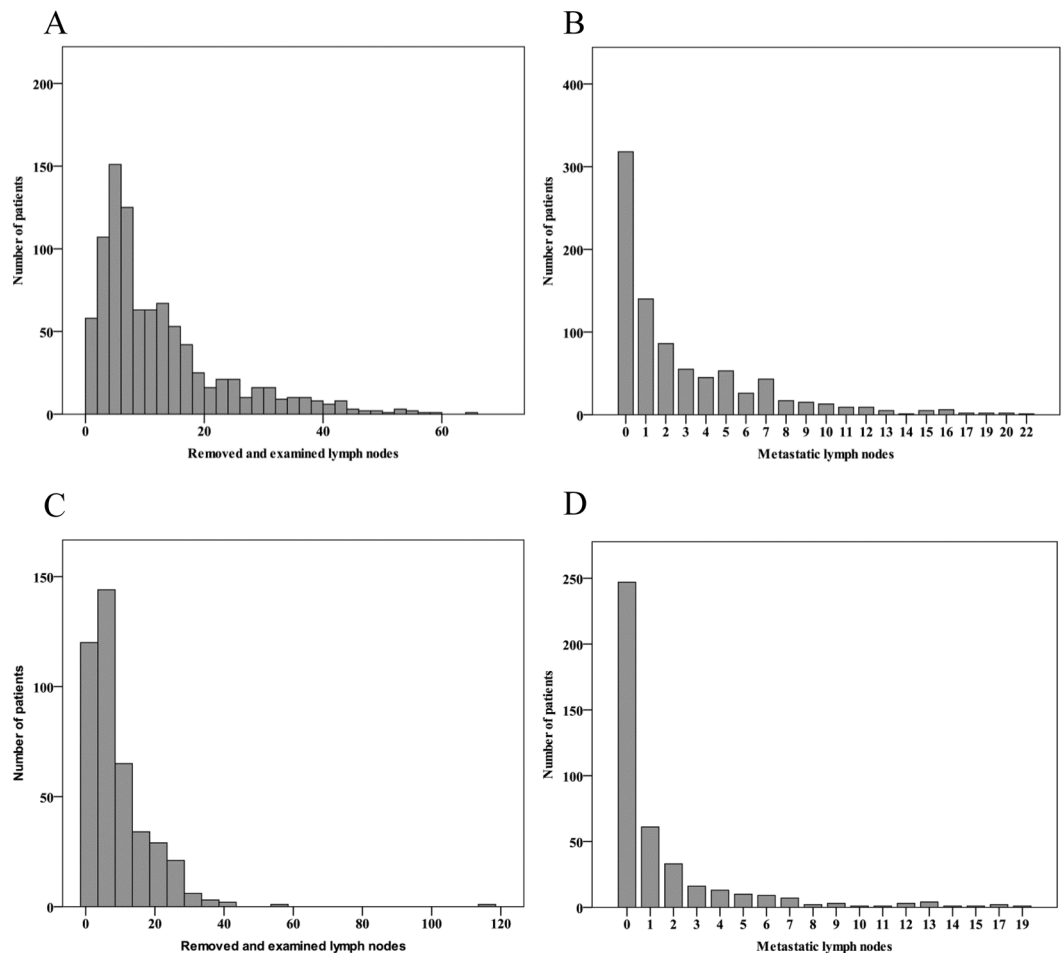 A
200
150
100
50
0
Number of patients
0 20 40 60
Removed and examined lymph nodes
B
400
300
200
100
0
Number of patients
0 1 2 3 4 5 6 7 8 9 10 11 12 13 14 15 16 17 19 20 22
Metastatic lymph nodes
C
150
100
50
0
Number of patients
0 20 40 60 80 100 120
Removed and examined lymph nodes
D
250
200
150
100
50
0
Number of patients
0 1 2 3 4 5 6 7 8 9 10 11 12 13 14 15 17 19
Metastatic lymph nodes